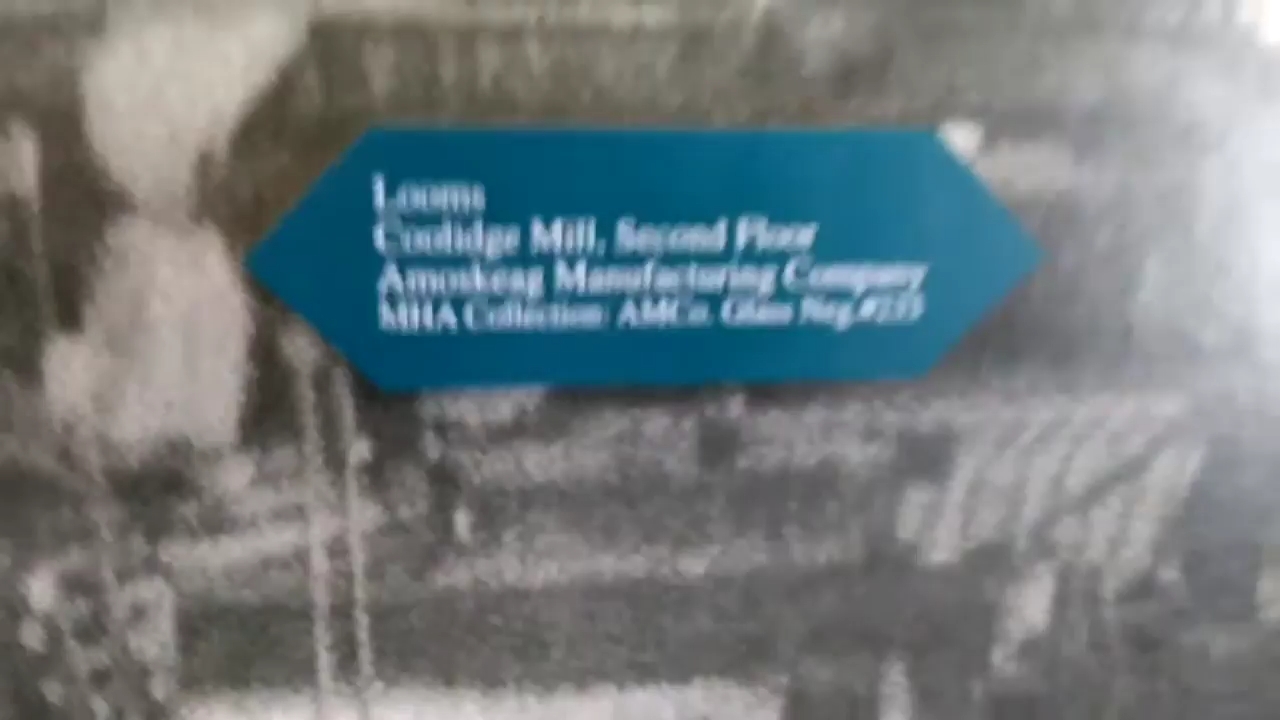 Looms
Coolidge Mill, Second Floor
Amoskeag Manufacturing Company
MHA Collection: AMCo. Glass Neg.